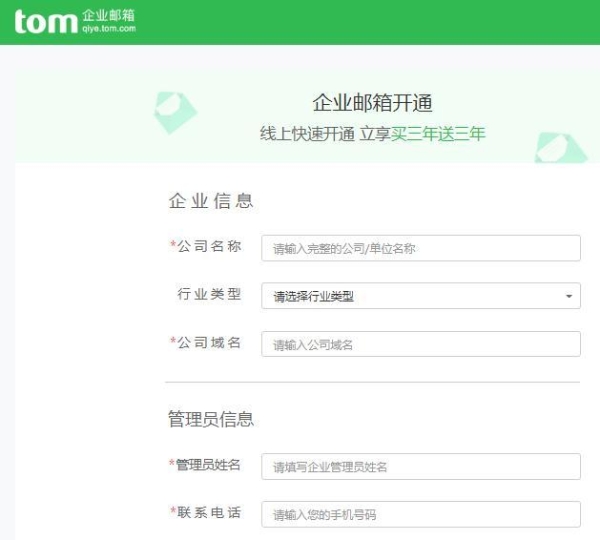 tom 企业邮箱
qiye.tom.com
企业邮箱开通
线上快速开通 立享买三年送三年
企业信息
*公司名称 请输入完整的公司/单位名称
行业类型 请选择行业类型
*公司域名 请输入公司域名
管理员信息
*管理员姓名 请填写企业管理员姓名
*联系电话 请输入您的手机号码